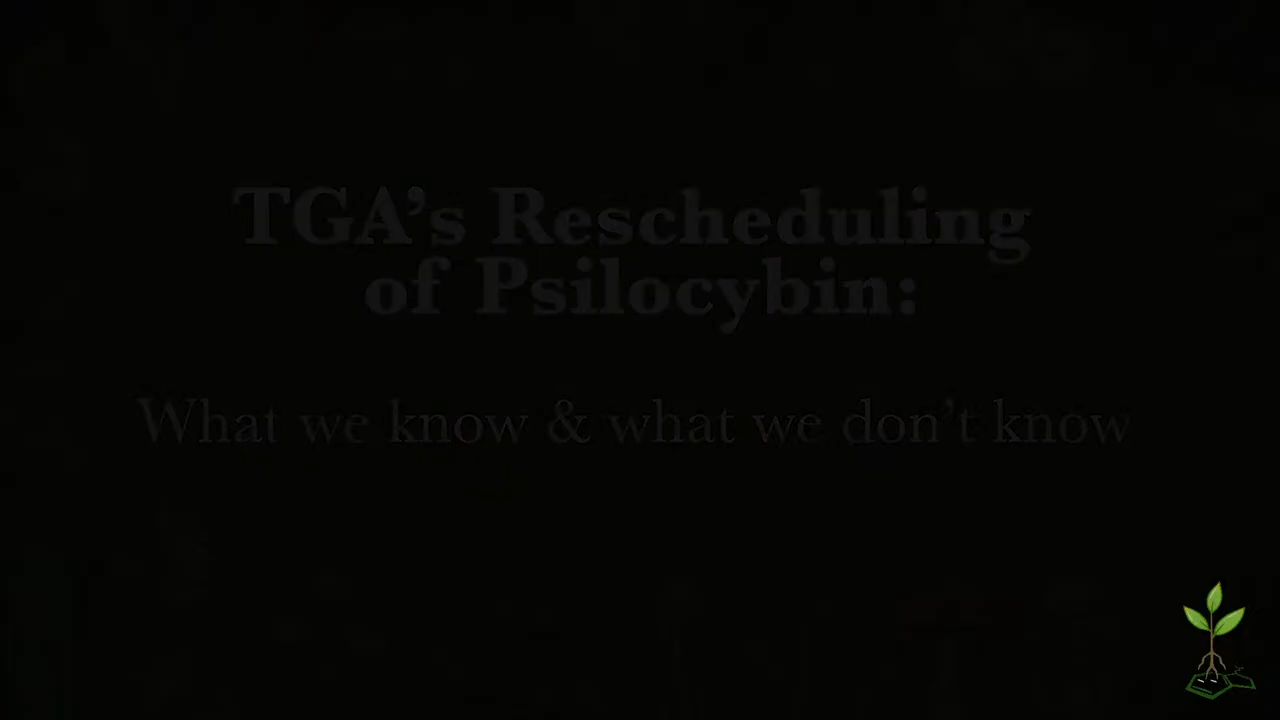 TGA's Rescheduling
of Psilocybin:
What we know & what we don't know